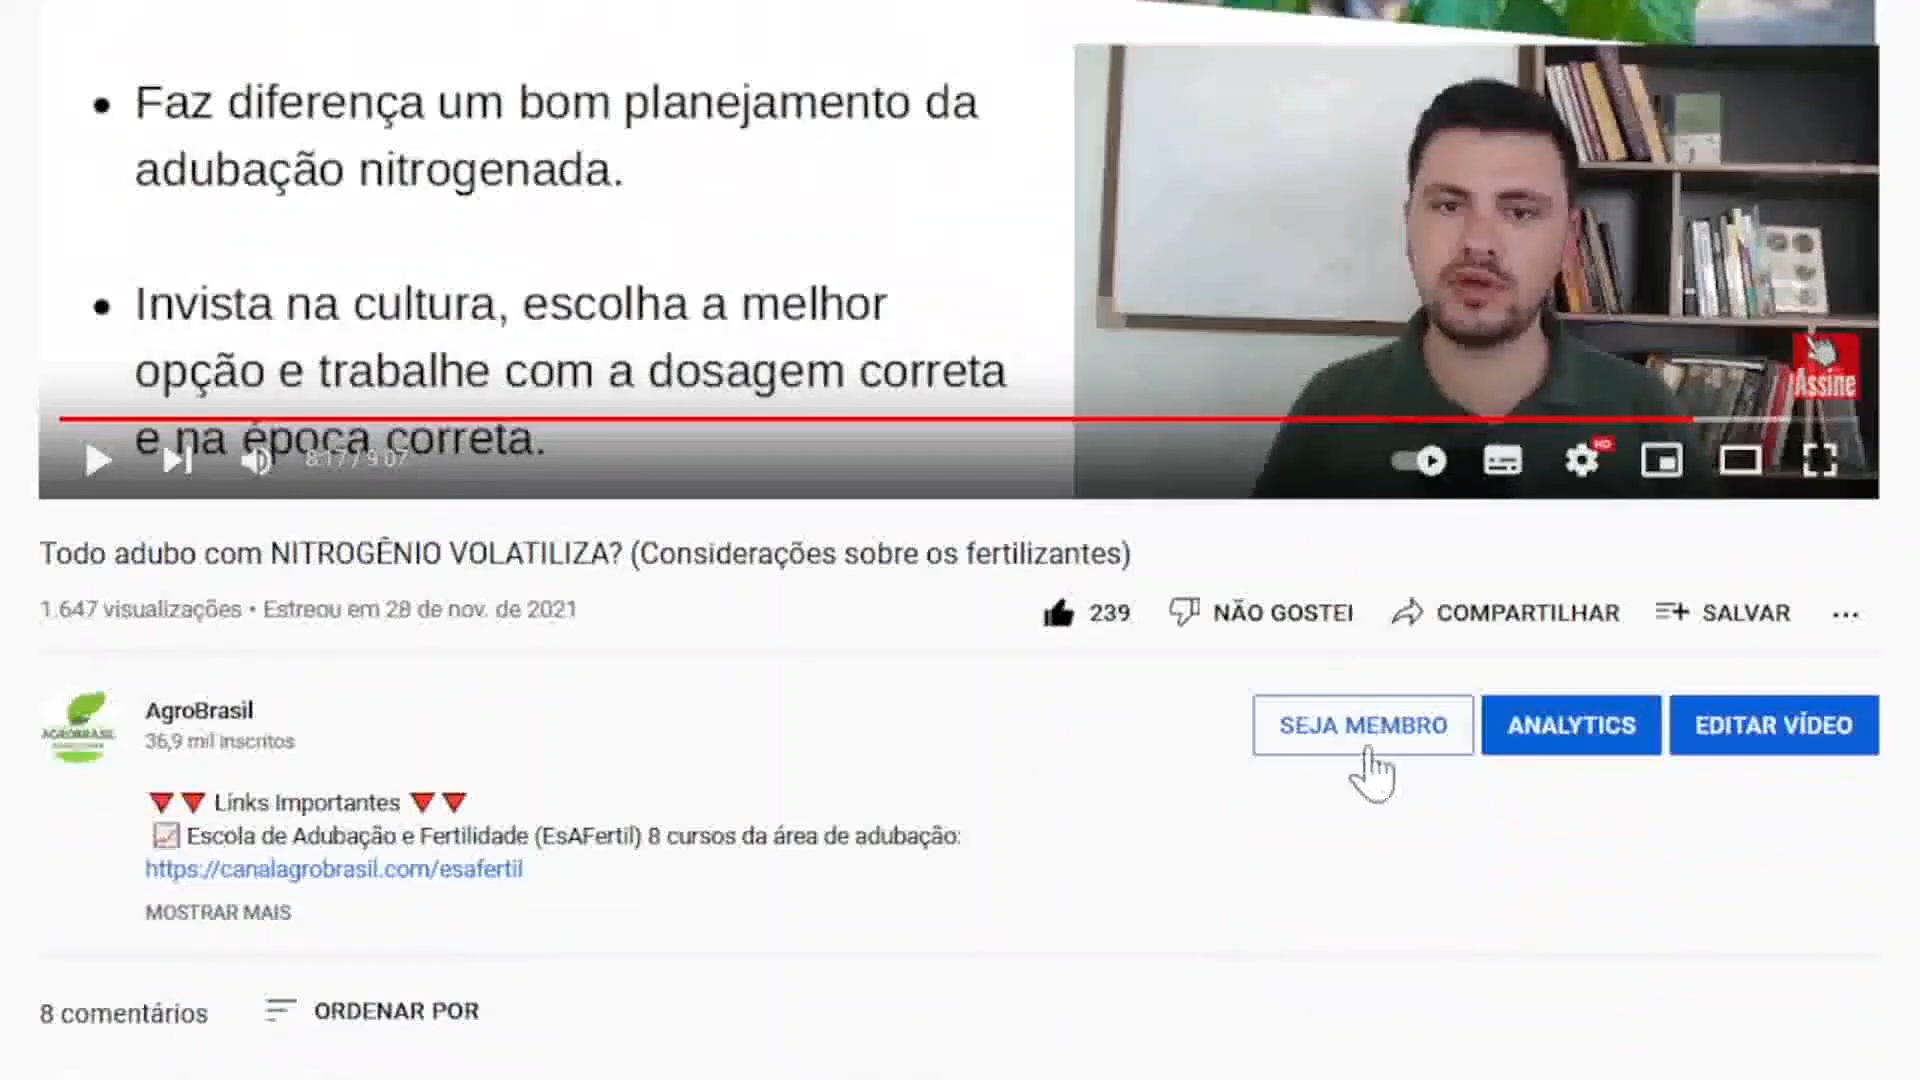 • Faz diferença um bom planejamento da
adubação nitrogenada.
• Invista na cultura, escolha a melhor
opção e trabalhe com a dosagem correta
e na época correta.
Assine
8:17 / 9:07
HD
Todo adubo com NITROGÊNIO VOLATILIZA? (Considerações sobre os fertilizantes)
1.647 visualizações • Estreou em 28 de nov. de 2021
239 NÃO GOSTEI COMPARTILHAR SALVAR ...
AGROBRASIL
AgroBrasil
36,9 mil inscritos
SEJA MEMBRO ANALYTICS EDITAR VÍDEO
Links Importantes
Escola de Adubação e Fertilidade (EsAFertil) 8 cursos da área de adubação:
https://canalagrobrasil.com/esafertil
MOSTRAR MAIS
8 comentários ORDENAR POR